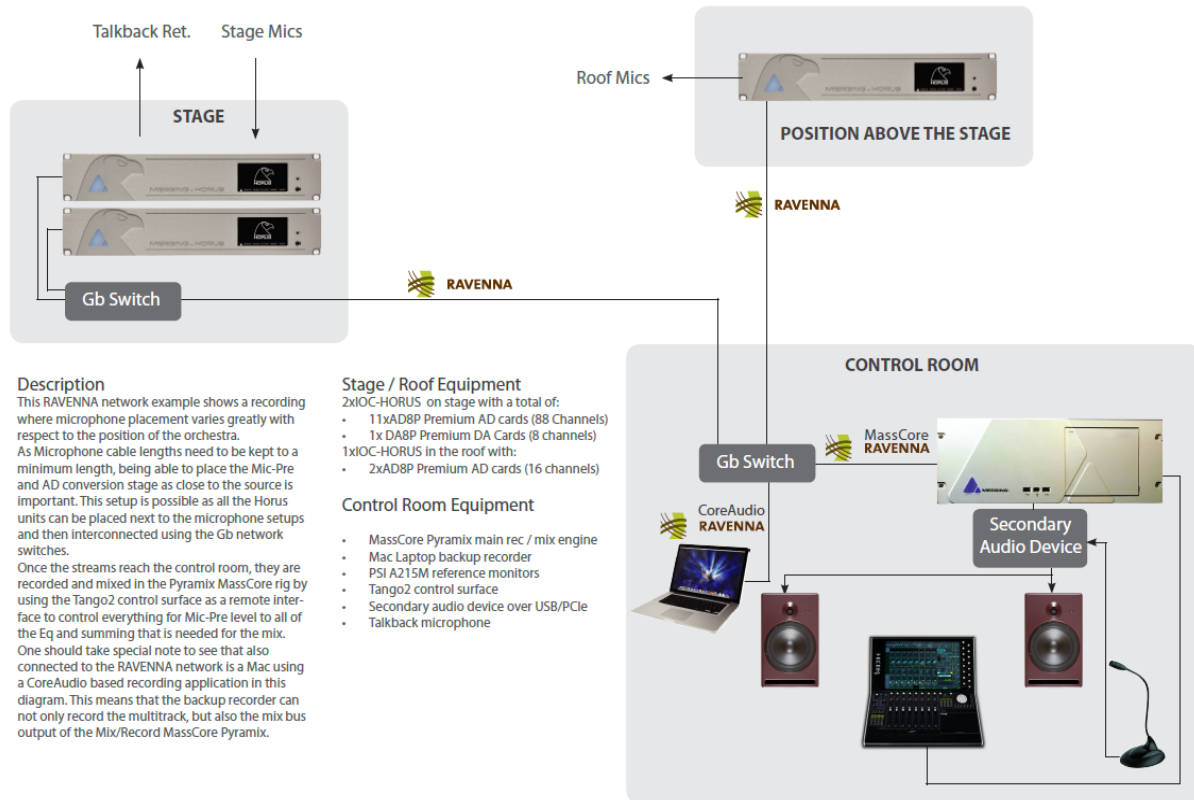 Talkback Ret. Stage Mics
STAGE
MERGING HORUS
HORUS
MERGING HORUS
HORUS
Gb Switch
RAVENNA
Roof Mics
MERGING HORUS
HORUS
POSITION ABOVE THE STAGE
RAVENNA
Description
This RAVENNA network example shows a recording
where microphone placement varies greatly with
respect to the position of the orchestra.
As Microphone cable lengths need to be kept to a
minimum length, being able to place the Mic-Pre
and AD conversion stage as close to the source is
important. This setup is possible as all the Horus
units can be placed next to the microphone setups
and then interconnected using the Gb network
switches.
Once the streams reach the control room, they are
recorded and mixed in the Pyramix MassCore rig by
using the Tango2 control surface as a remote inter-
face to control everything for Mic-Pre level to all of
the Eq and summing that is needed for the mix.
One should take special note to see that also
connected to the RAVENNA network is a Mac using
a CoreAudio based recording application in this
diagram. This means that the backup recorder can
not only record the multitrack, but also the mix bus
output of the Mix/Record MassCore Pyramix.
Stage / Roof Equipment
2xIOC-HORUS on stage with a total of:
• 11xAD8P Premium AD cards (88 Channels)
• 1x DA8P Premium DA Cards (8 channels)
1xIOC-HORUS in the roof with:
• 2xAD8P Premium AD cards (16 channels)
Control Room Equipment
• MassCore Pyramix main rec / mix engine
• Mac Laptop backup recorder
• PSI A215M reference monitors
• Tango2 control surface
• Secondary audio device over USB/PCIe
• Talkback microphone
CONTROL ROOM
Gb Switch
MassCore
RAVENNA
MERGING
CoreAudio
RAVENNA
Secondary
Audio Device